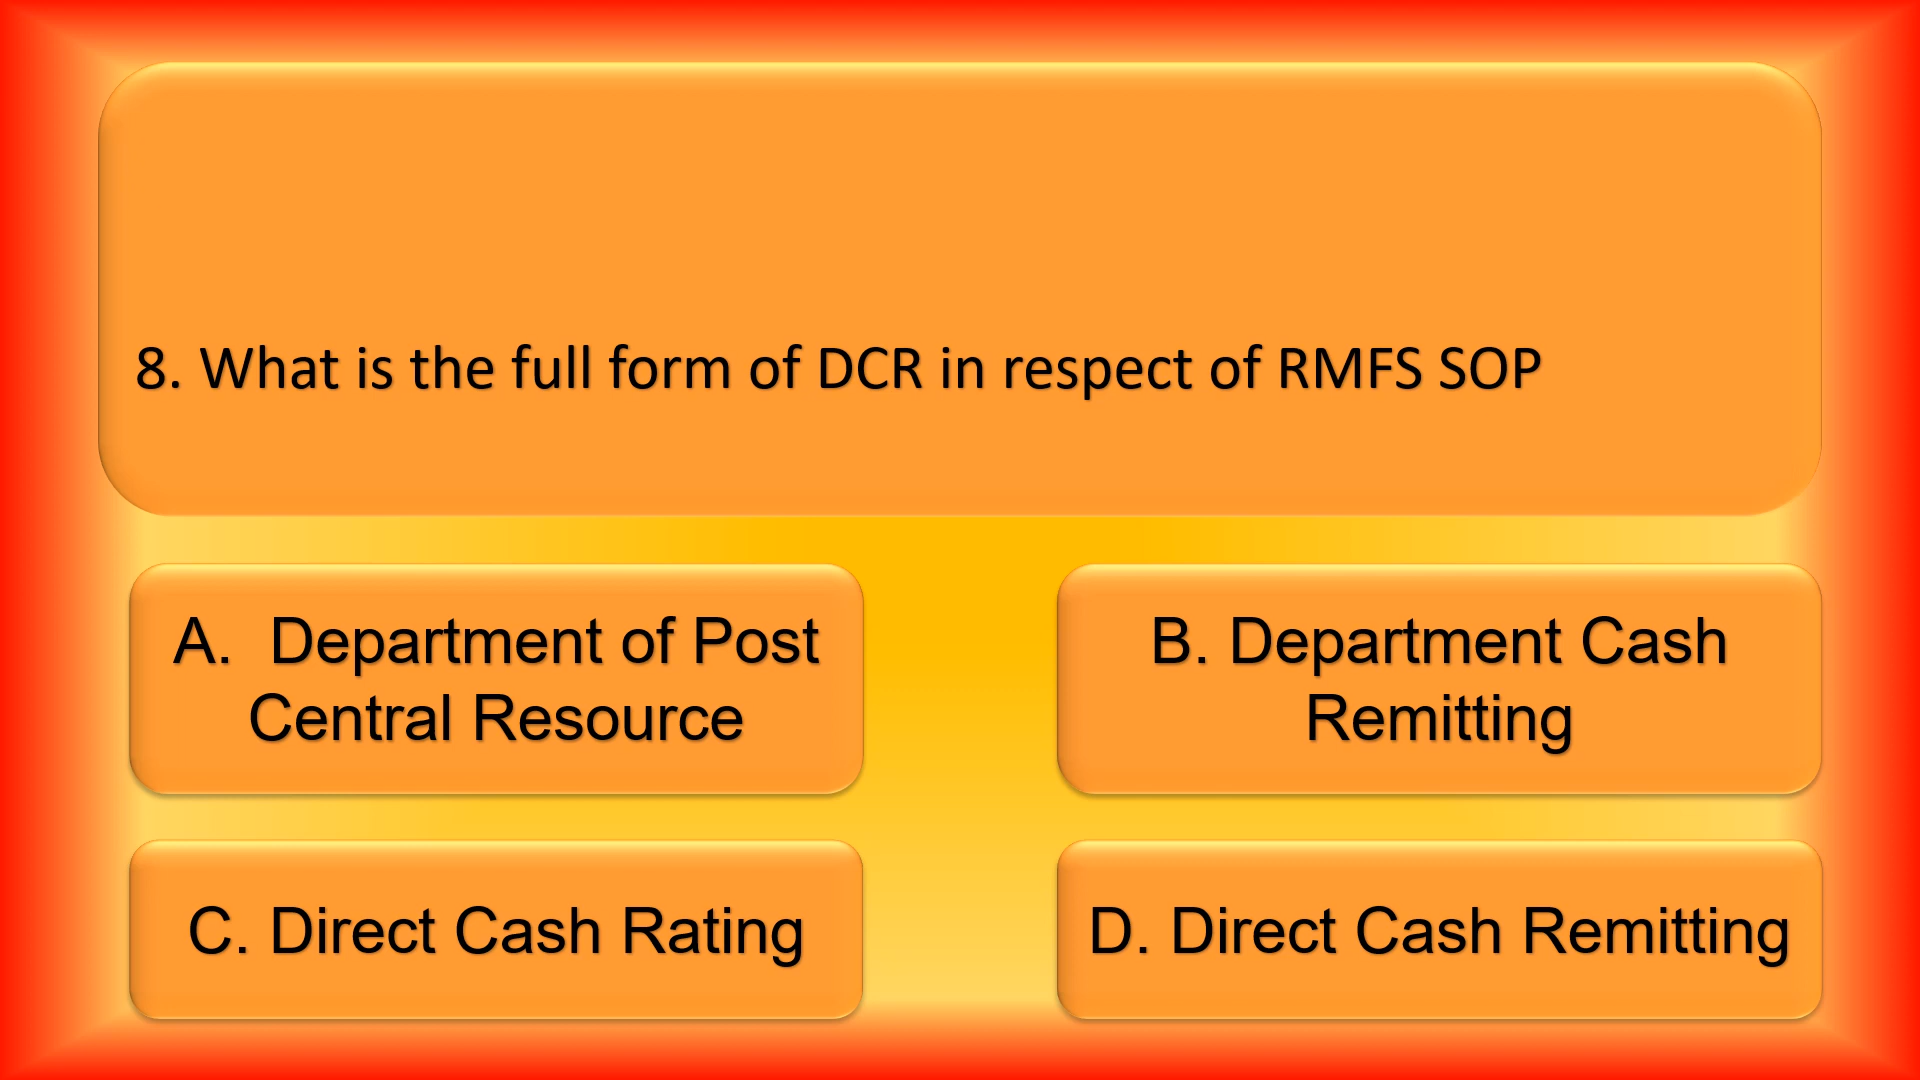 8. What is the full form of DCR in respect of RMFS SOP
A. Department of Post
Central Resource
B. Department Cash
Remitting
C. Direct Cash Rating
D. Direct Cash Remitting